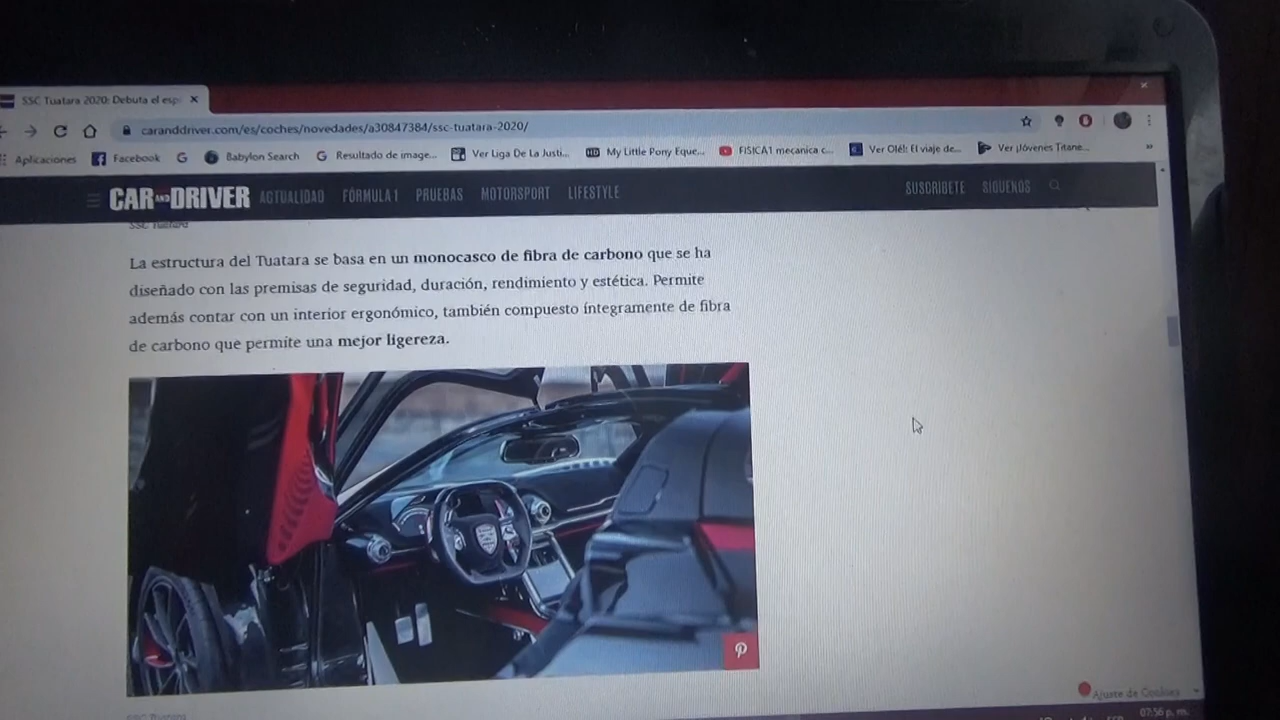 SSC Tuatara 2020: Debuta el esp
caranddriver.com/es/coches/novedades/a30847384/ssc-tuatara-2020/
Aplicaciones Facebook Babylon Search Resultado de image... Ver Liga De La Justi... My Little Pony Eque... FISICA1 mecanica c... Ver Olé!: El viaje de... Ver ¡Jóvenes Titane...
CAR AND DRIVER ACTUALIDAD FÓRMULA 1 PRUEBAS MOTORSPORT LIFESTYLE SUSCRÍBETE SÍGUENOS
SSC Tuatara
La estructura del Tuatara se basa en un monocasco de fibra de carbono que se ha
diseñado con las premisas de seguridad, duración, rendimiento y estética. Permite
además contar con un interior ergonómico, también compuesto íntegramente de fibra
de carbono que permite una mejor ligereza.
SSC Tuatara
Ajuste de Cookies
07:56 p. m.